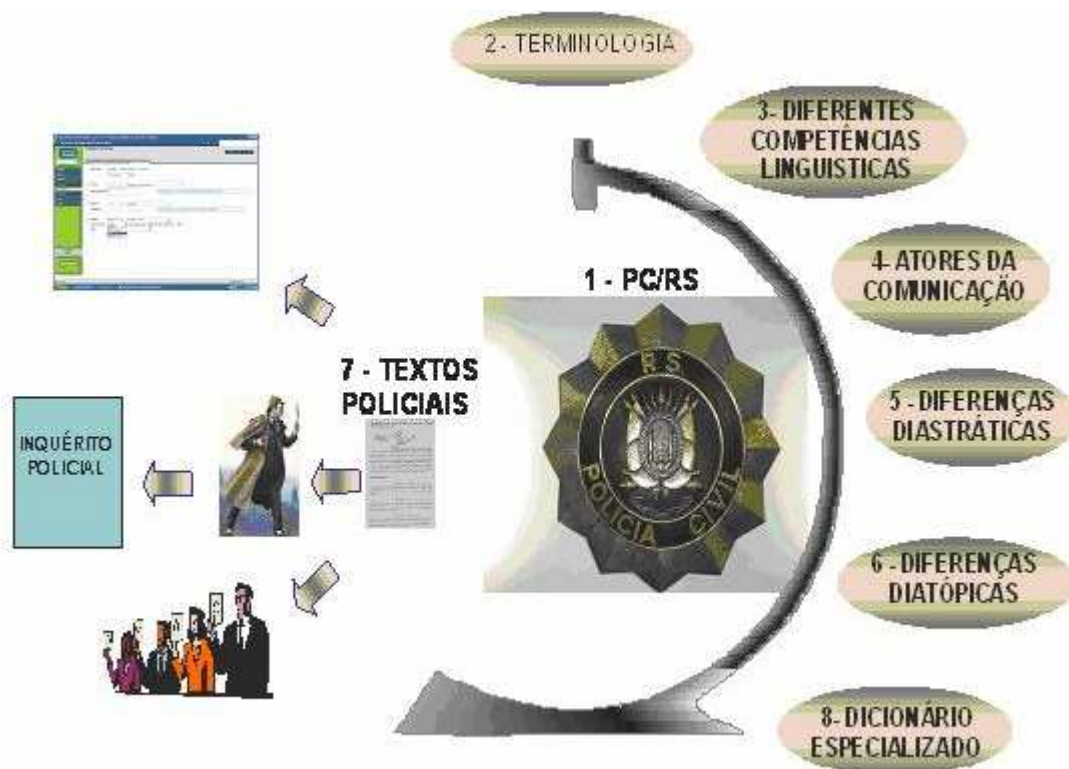 2 - TERMINOLOGIA
3- DIFERENTES
COMPETÊNCIAS
LINGUISTICAS
4- ATORES DA
COMUNICAÇÃO
1 - PC/RS
RS
POLICIA CIVIL
7 - TEXTOS
POLICIAIS
5 - DIFERENÇAS
DIASTRÁTICAS
INQUÉRITO
POLICIAL
6 - DIFERENÇAS
DIATÓPICAS
8- DICIONÁRIO
ESPECIALIZADO